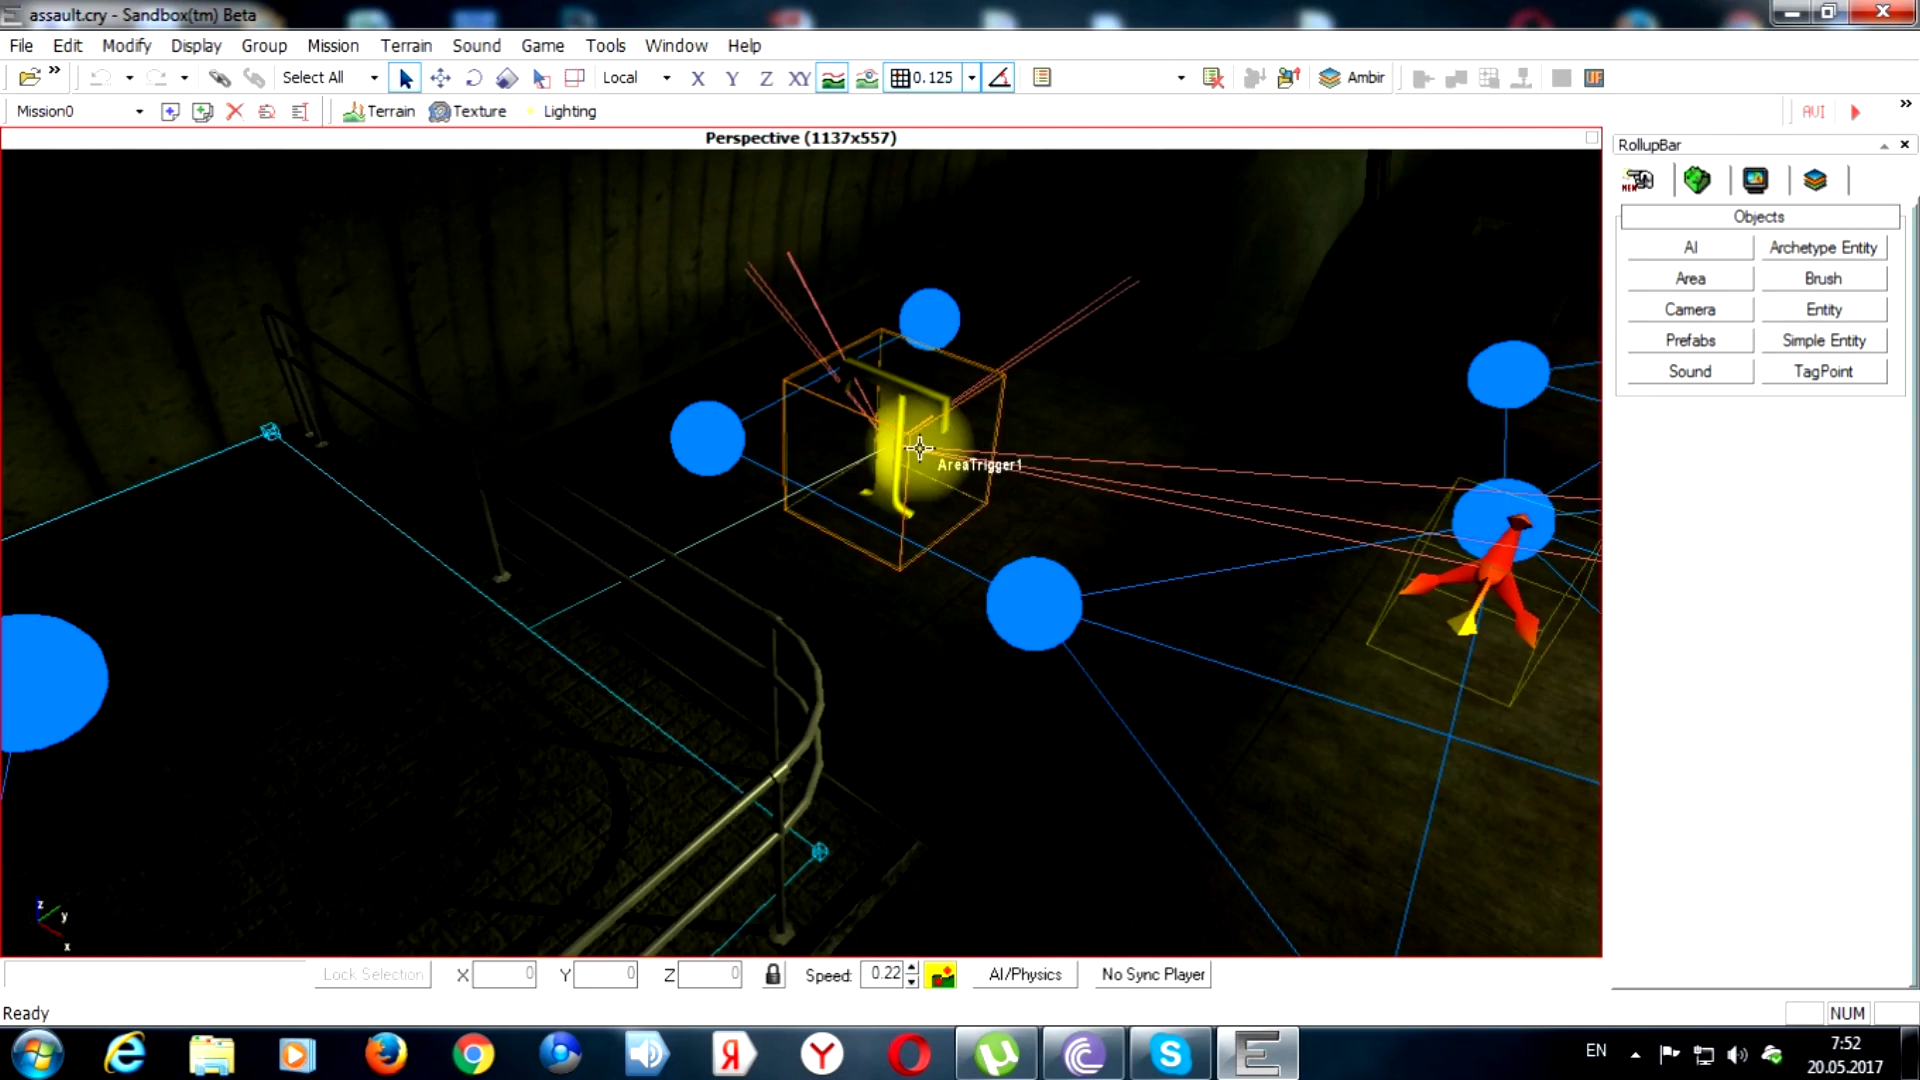 assault.cry - Sandbox(tm) Beta
File Edit Modify Display Group Mission Terrain Sound Game Tools Window Help
Select All Local X Y Z XY 0.125 Ambir UF
Mission0 Terrain Texture Lighting AVI
Perspective (1137x557)
RollupBar
Objects
AI Archetype Entity
Area Brush
Camera Entity
Prefabs Simple Entity
Sound TagPoint
AreaTrigger1
z
y
x
Lock Selection X 0 Y 0 Z 0 Speed: 0.22 AI/Physics No Sync Player
Ready NUM
EN 7:52
20.05.2017